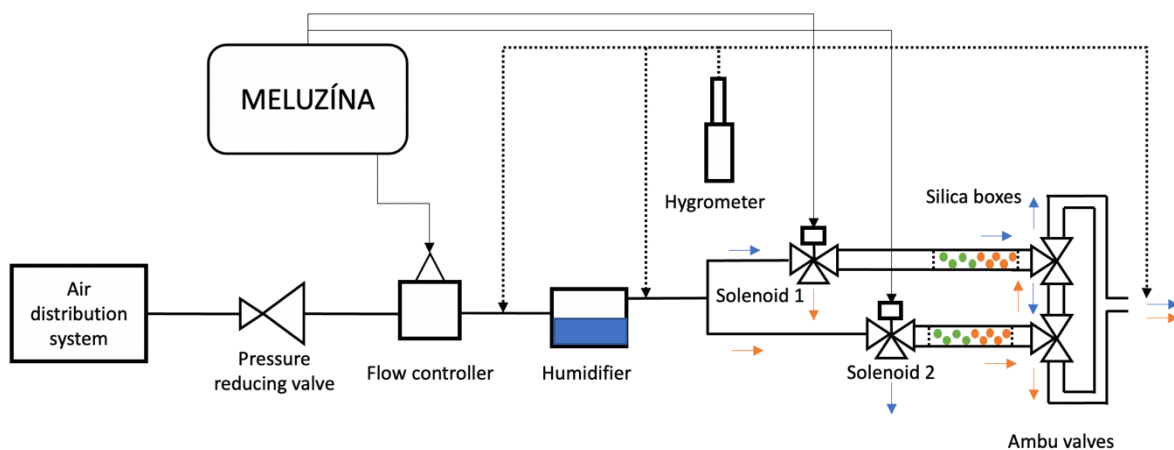 MELUZÍNA
Hygrometer
Silica boxes
Solenoid 1
Air
distribution
system
Pressure
reducing valve
Flow controller
Humidifier
Solenoid 2
Ambu valves